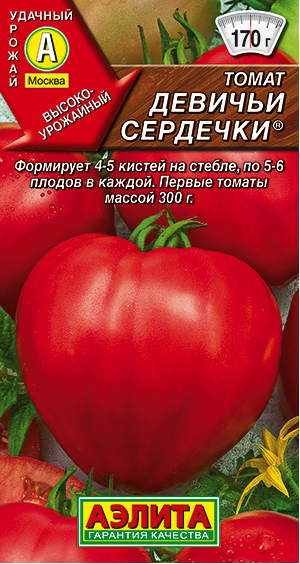 УДАЧНЫЙ
УРОЖАЙ
А
Москва
ВЫСОКО-
УРОЖАЙНЫЙ
170 г
ТОМАТ
ДЕВИЧЬИ
СЕРДЕЧКИ®
Формирует 4-5 кистей на стебле, по 5-6
плодов в каждой. Первые томаты
массой 300 г.
АЭЛИТА
ГАРАНТИЯ КАЧЕСТВА